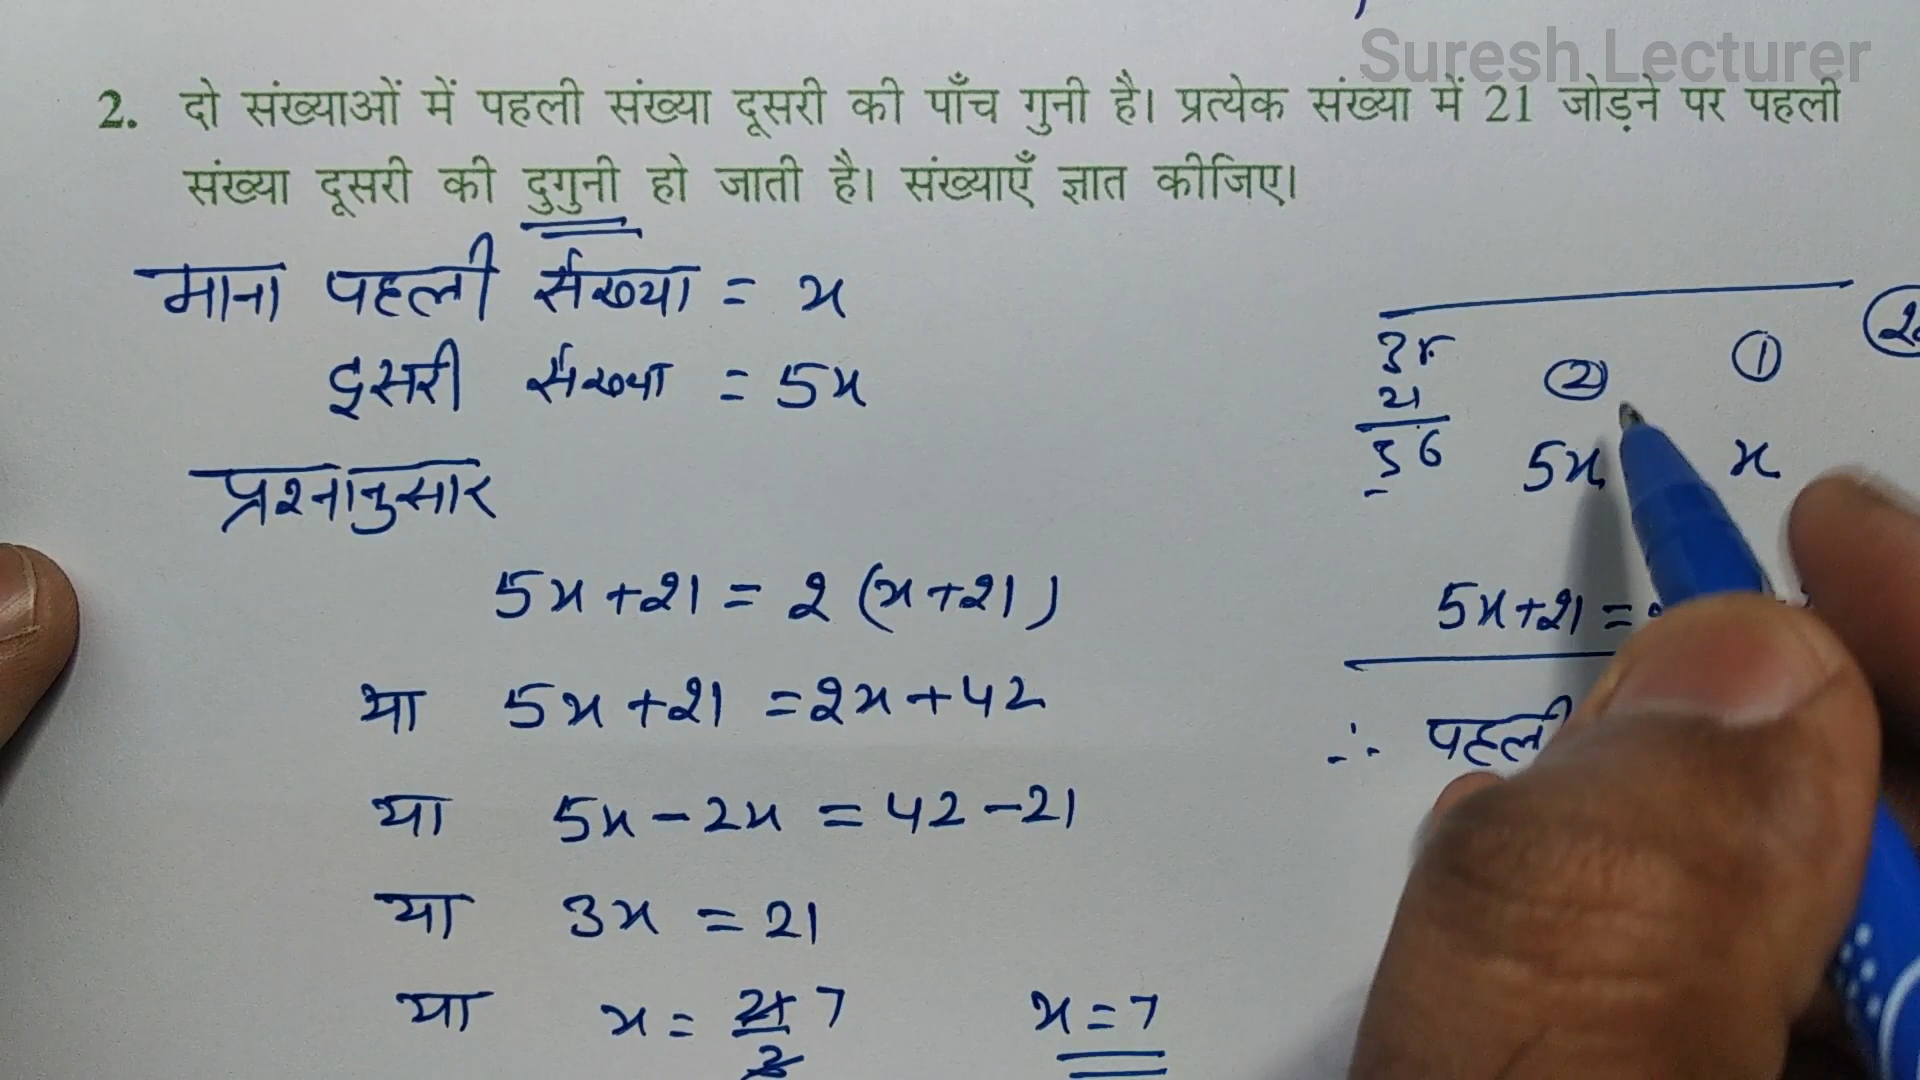 Suresh Lecturer
2. दो संख्याओं में पहली संख्या दूसरी की पाँच गुनी है। प्रत्येक संख्या में 21 जोड़ने पर पहली
संख्या दूसरी की दुगुनी हो जाती है। संख्याएँ ज्ञात कीजिए।
माना पहली संख्या = x
दूसरी संख्या = 5x
प्रश्नानुसार
5x + 21 = 2 (x + 21)
या 5x + 21 = 2x + 42
या 5x - 2x = 42 - 21
या 3x = 21
या x = 21/3 7 x = 7
35
21
56
② ①
5x x
5x + 21 =
∴ पहली